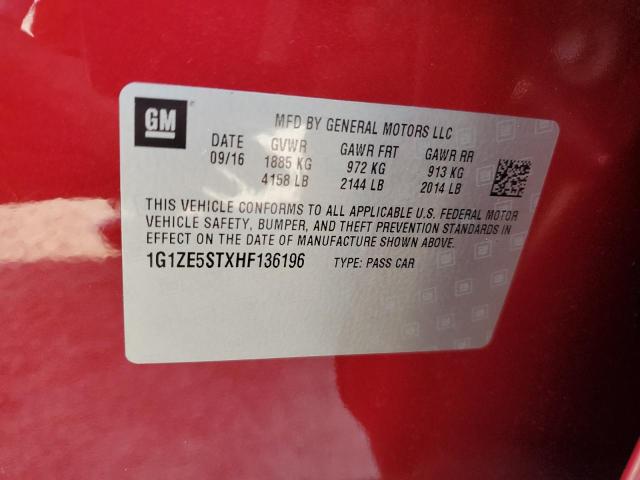 GM ®
MFD BY GENERAL MOTORS LLC
DATE GVWR GAWR FRT GAWR RR
09/16 1885 KG 972 KG 913 KG
4158 LB 2144 LB 2014 LB
THIS VEHICLE CONFORMS TO ALL APPLICABLE U.S. FEDERAL MOTOR
VEHICLE SAFETY, BUMPER, AND THEFT PREVENTION STANDARDS IN
EFFECT ON THE DATE OF MANUFACTURE SHOWN ABOVE.
1G1ZE5STXHF136196 TYPE: PASS CAR